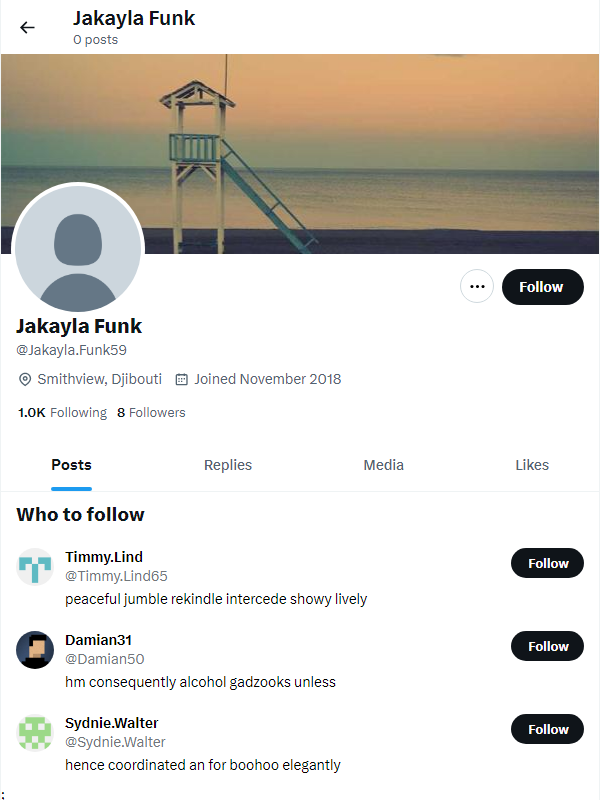 Jakayla Funk
0 posts
Follow
Jakayla Funk
@Jakayla.Funk59
Smithview, Djibouti Joined November 2018
1.0K Following 8 Followers
Posts Replies Media Likes
Who to follow
Timmy.Lind
@Timmy.Lind65
Follow
peaceful jumble rekindle intercede showy lively
Damian31
@Damian50
Follow
hm consequently alcohol gadzooks unless
Sydnie.Walter
@Sydnie.Walter
Follow
hence coordinated an for boohoo elegantly
;